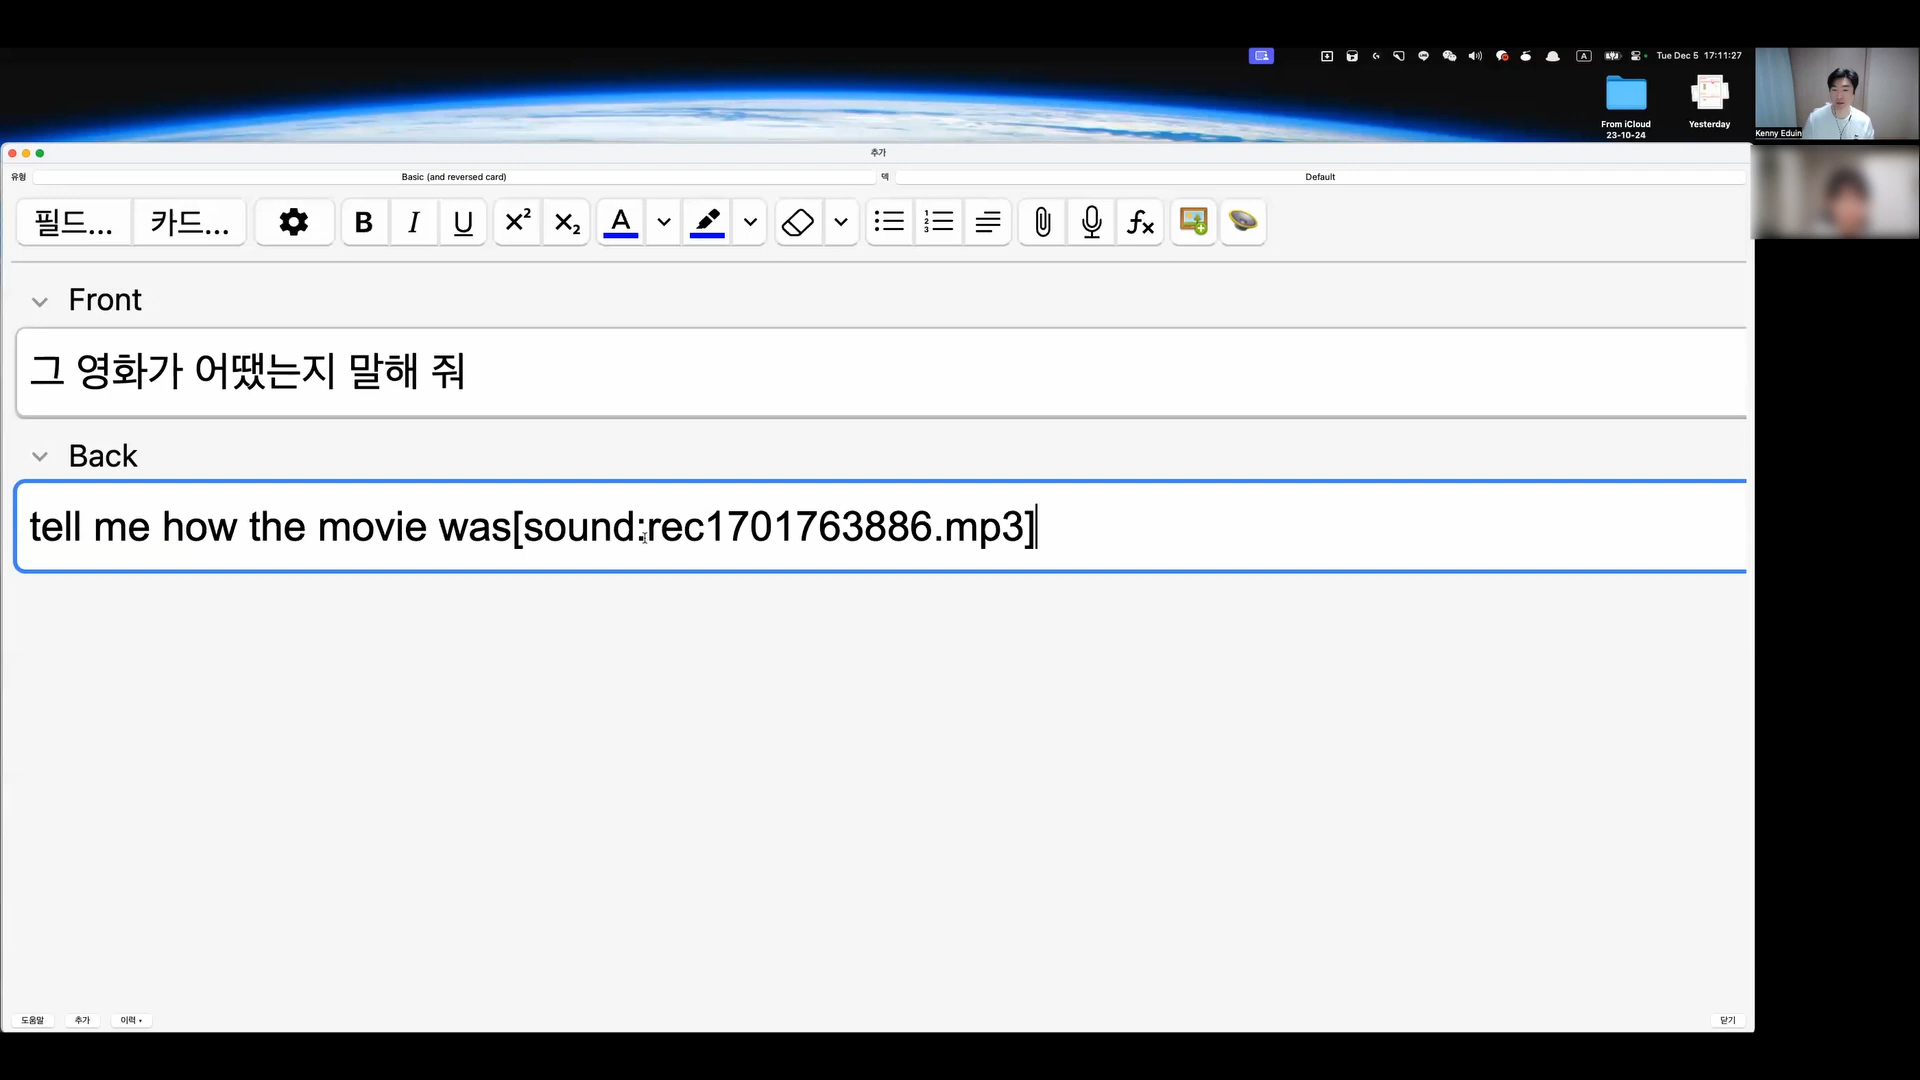 Tue Dec 5 17:11:27
From iCloud
23-10-24
Yesterday
Kenny Eduin
추가
유형
Basic (and reversed card)
덱
Default
필드...
카드...
B I U x² x₂ A
fx
Front
그 영화가 어땠는지 말해 줘
Back
tell me how the movie was[sound:rec1701763886.mp3]
도움말
추가
이력
닫기